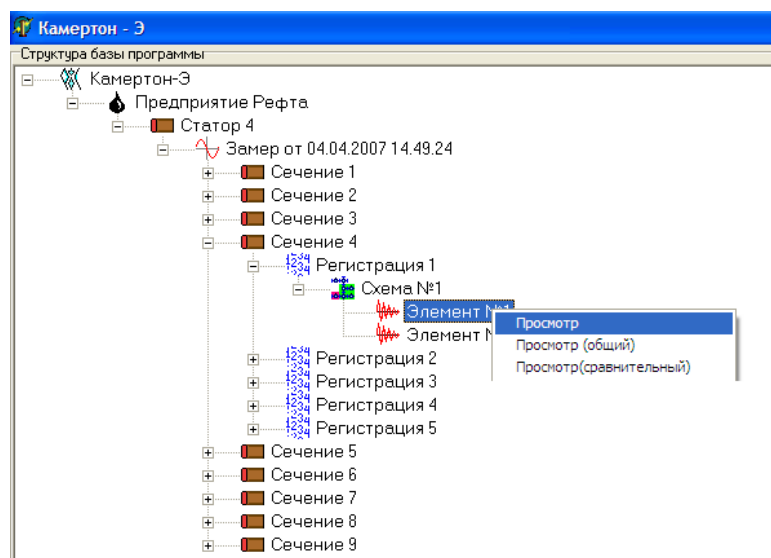 Камертон - Э
Структура базы программы
Камертон-Э
Предприятие Рефта
Статор 4
Замер от 04.04.2007 14.49.24
Сечение 1
Сечение 2
Сечение 3
Сечение 4
Регистрация 1
Схема №1
Элемент №1
Просмотр
Элемент
Просмотр (общий)
Просмотр(сравнительный)
Регистрация 2
Регистрация 3
Регистрация 4
Регистрация 5
Сечение 5
Сечение 6
Сечение 7
Сечение 8
Сечение 9